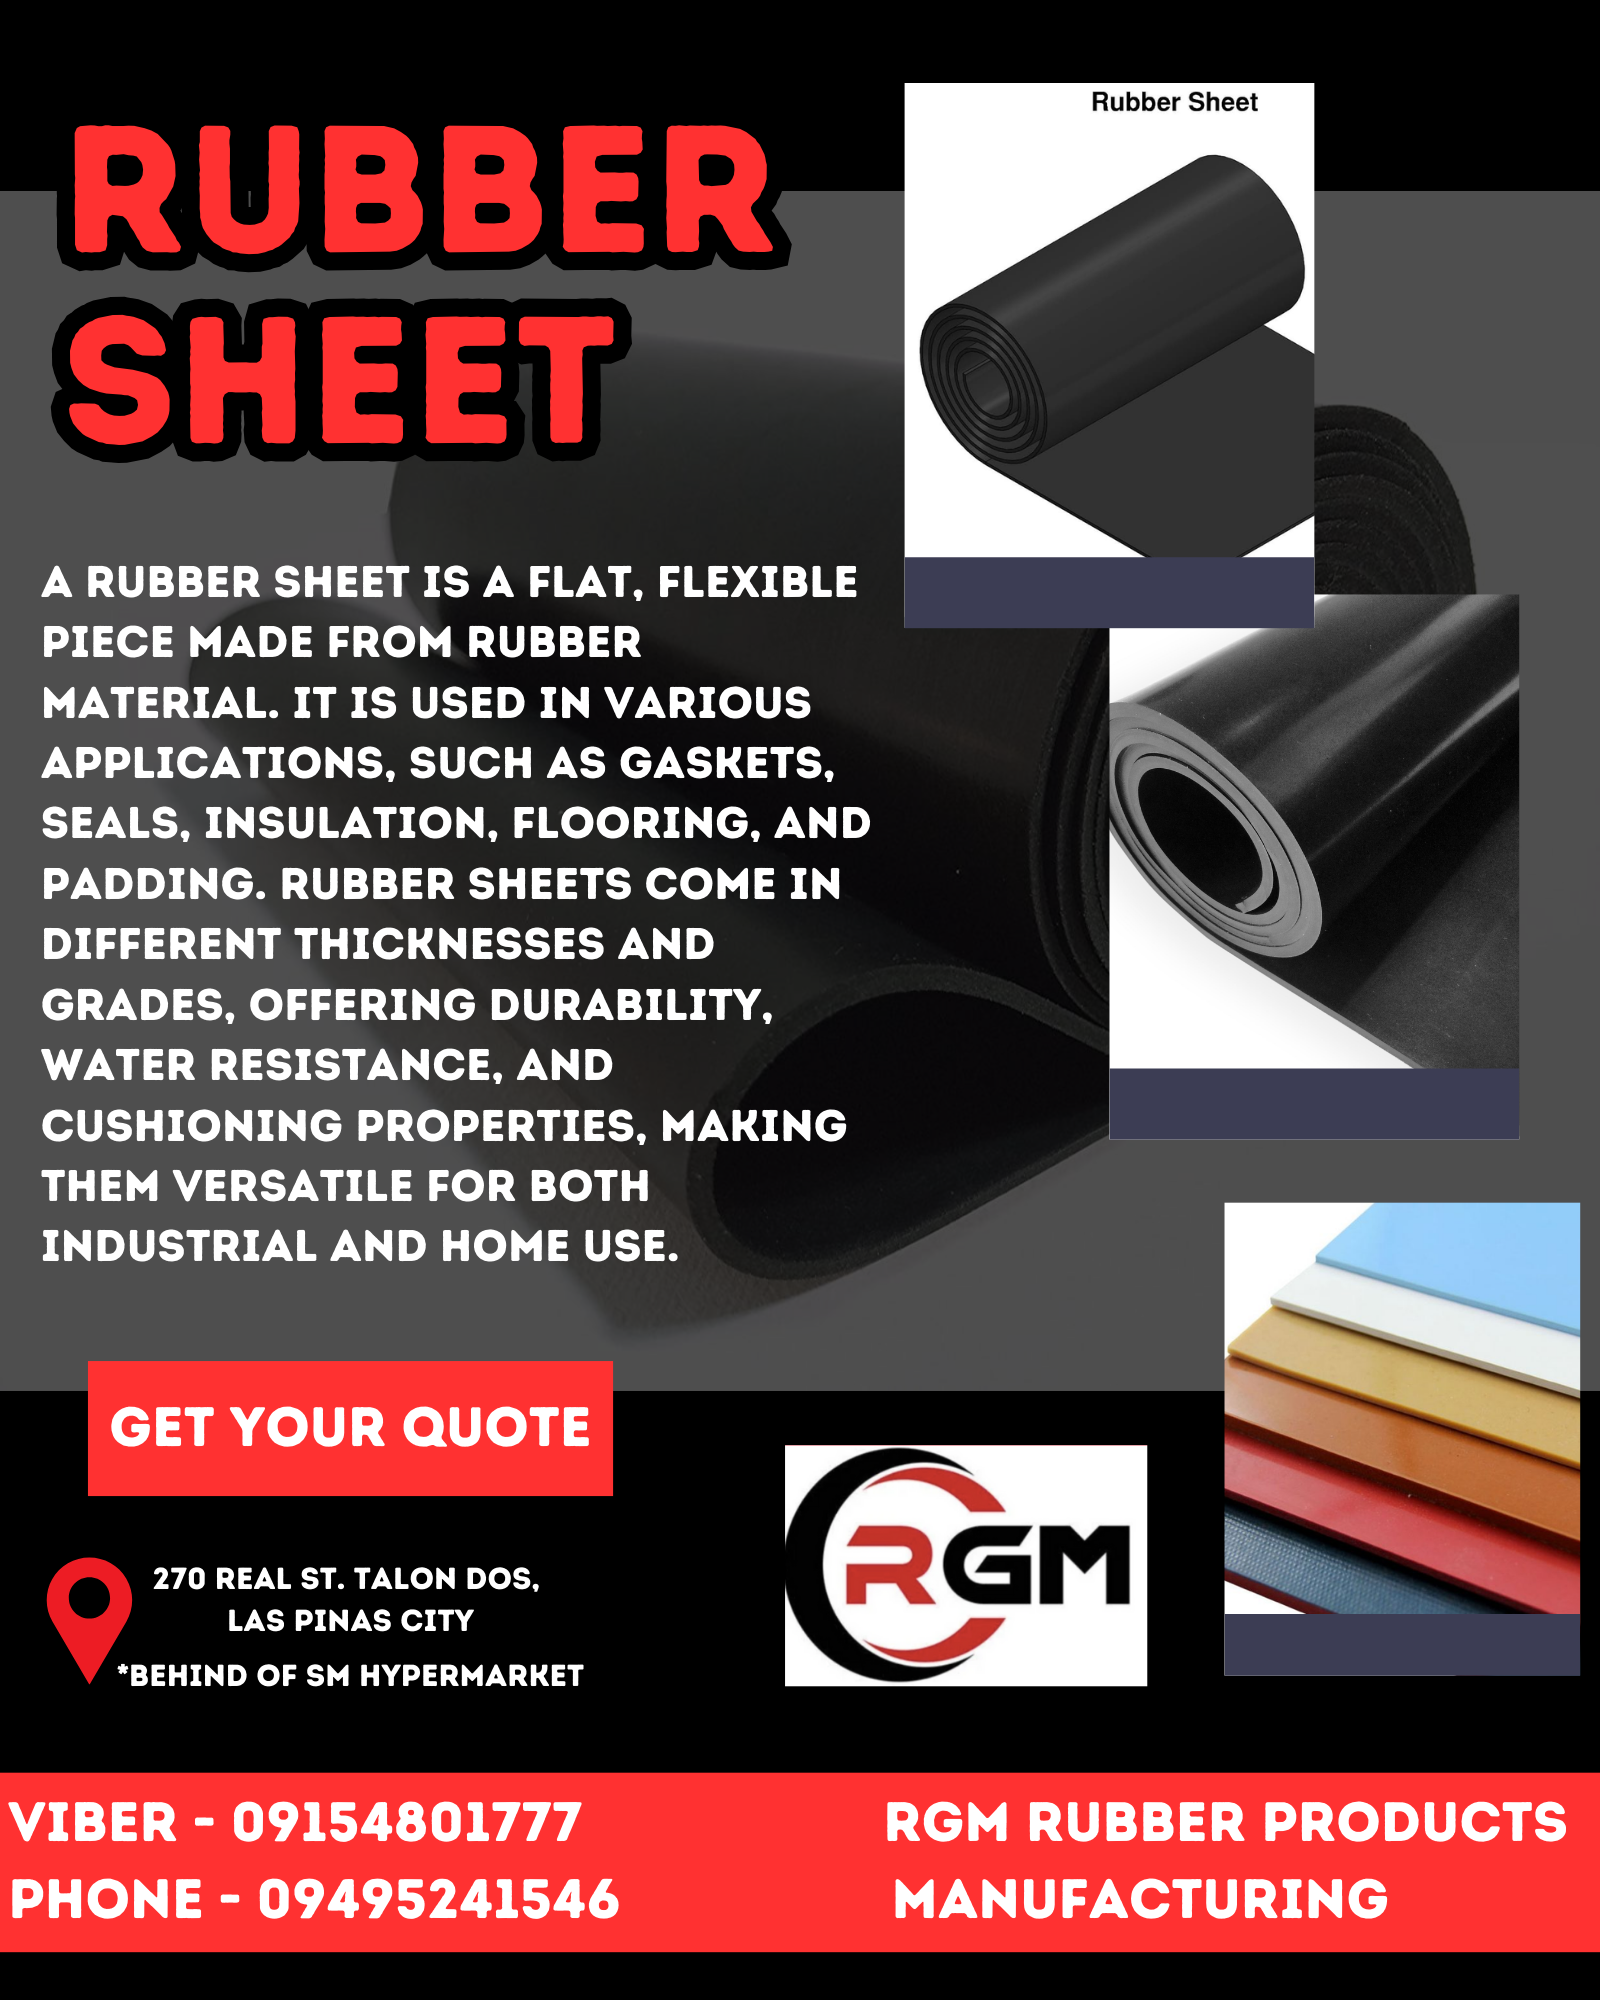 Rubber Sheet
RUBBER
SHEET
A RUBBER SHEET IS A FLAT, FLEXIBLE
PIECE MADE FROM RUBBER
MATERIAL. IT IS USED IN VARIOUS
APPLICATIONS, SUCH AS GASKETS,
SEALS, INSULATION, FLOORING, AND
PADDING. RUBBER SHEETS COME IN
DIFFERENT THICKNESSES AND
GRADES, OFFERING DURABILITY,
WATER RESISTANCE, AND
CUSHIONING PROPERTIES, MAKING
THEM VERSATILE FOR BOTH
INDUSTRIAL AND HOME USE.
GET YOUR QUOTE
270 REAL ST. TALON DOS,
LAS PINAS CITY
*BEHIND OF SM HYPERMARKET
RGM
VIBER - 09154801777
PHONE - 09495241546
RGM RUBBER PRODUCTS
MANUFACTURING